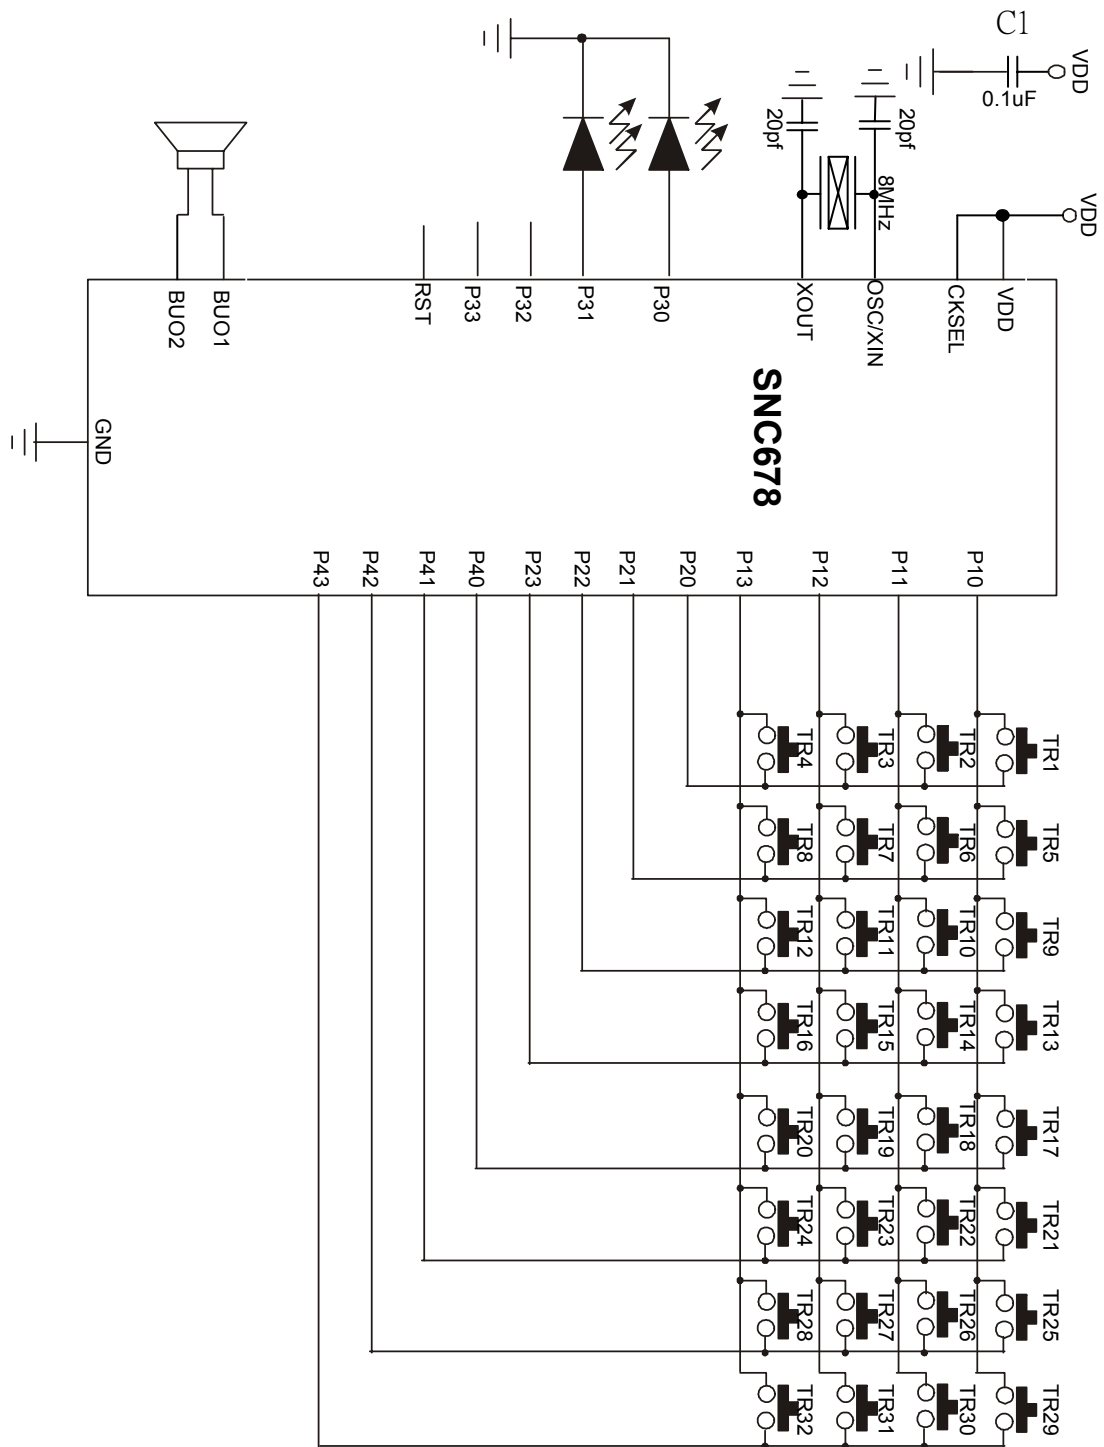 C1
VDD
0.1uF
20pf
20pf
8MHz
VDD
BUO2
BUO1
RST
P33
P32
P31
P30
XOUT
OSC/XIN
CKSEL
VDD
SNC678
GND
P43
P42
P41
P40
P23
P22
P21
P20
P13
P12
P11
P10
TR4
TR3
TR2
TR1
TR8
TR7
TR6
TR5
TR12
TR11
TR10
TR9
TR16
TR15
TR14
TR13
TR20
TR19
TR18
TR17
TR24
TR23
TR22
TR21
TR28
TR27
TR26
TR25
TR32
TR31
TR30
TR29